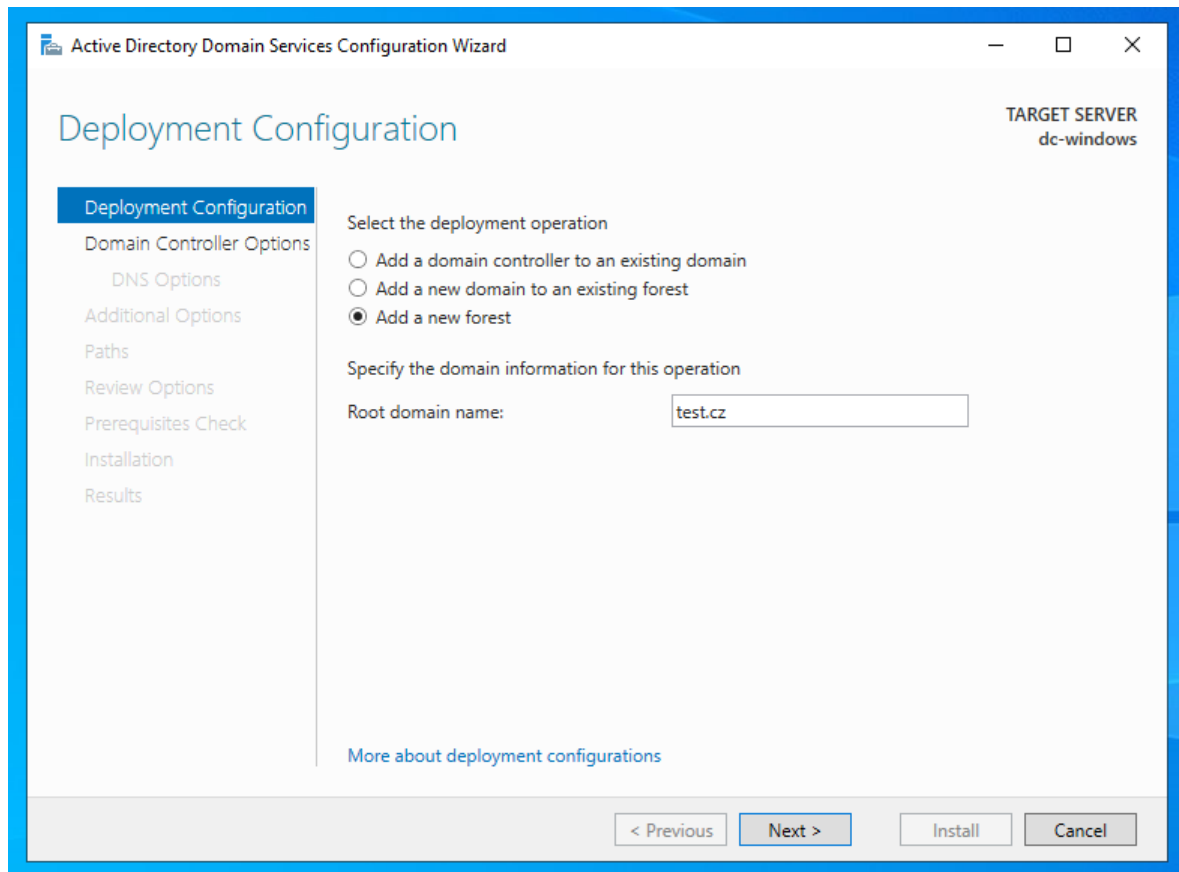 Active Directory Domain Services Configuration Wizard
Deployment Configuration
TARGET SERVER
dc-windows
Deployment Configuration
Domain Controller Options
DNS Options
Additional Options
Paths
Review Options
Prerequisites Check
Installation
Results
Select the deployment operation
Add a domain controller to an existing domain
Add a new domain to an existing forest
Add a new forest
Specify the domain information for this operation
Root domain name: test.cz
More about deployment configurations
< Previous Next > Install Cancel